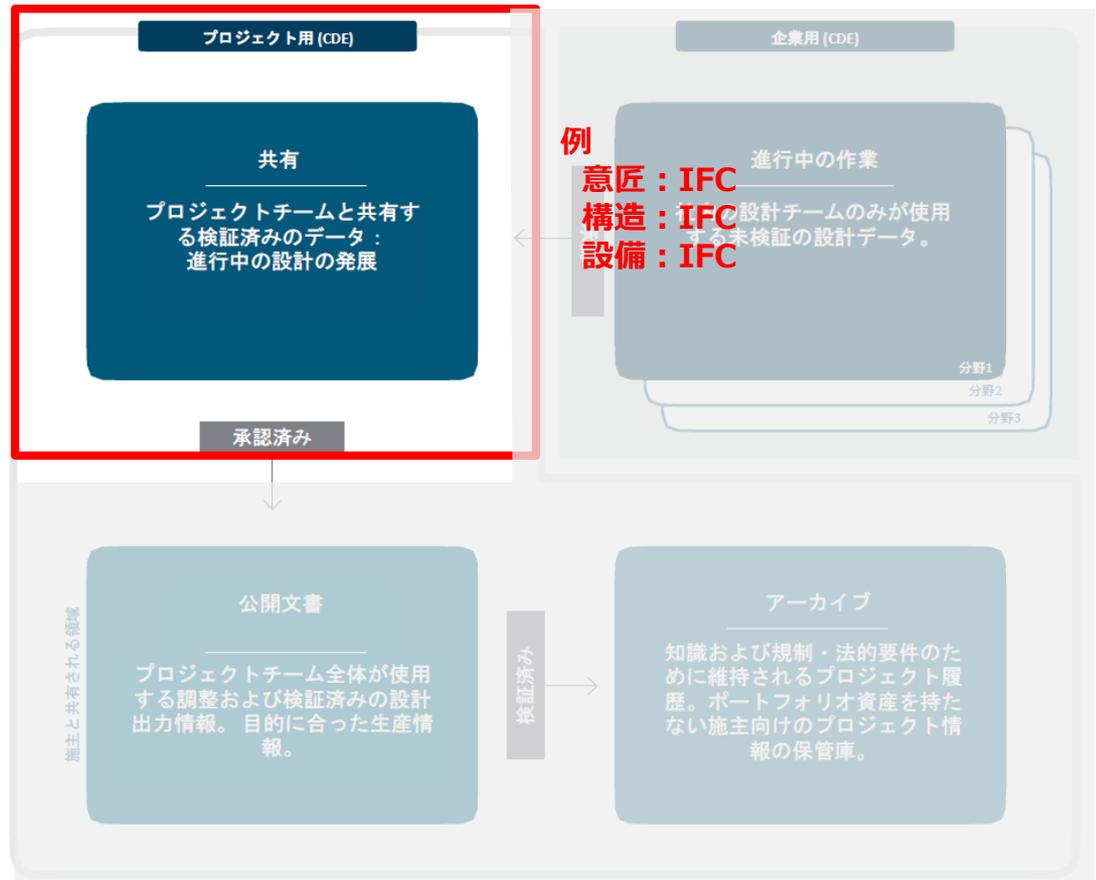 プロジェクト用 (CDE)
企業用 (CDE)
共有
プロジェクトチームと共有す
る検証済みのデータ：
進行中の設計の発展
例
意匠：IFC
構造：IFC
設備：IFC
進行中の作業
の設計チームのみが使用
する未検証の設計データ。
分野1
分野2
分野3
承認済み
施主と共有される領域
公開文書
プロジェクトチーム全体が使用
する調整および検証済みの設計
出力情報。 目的に合った生産情
報。
検証済み
アーカイブ
知識および規制・法的要件のた
めに維持されるプロジェクト履
歴。ポートフォリオ資産を持た
ない施主向けのプロジェクト情
報の保管庫。